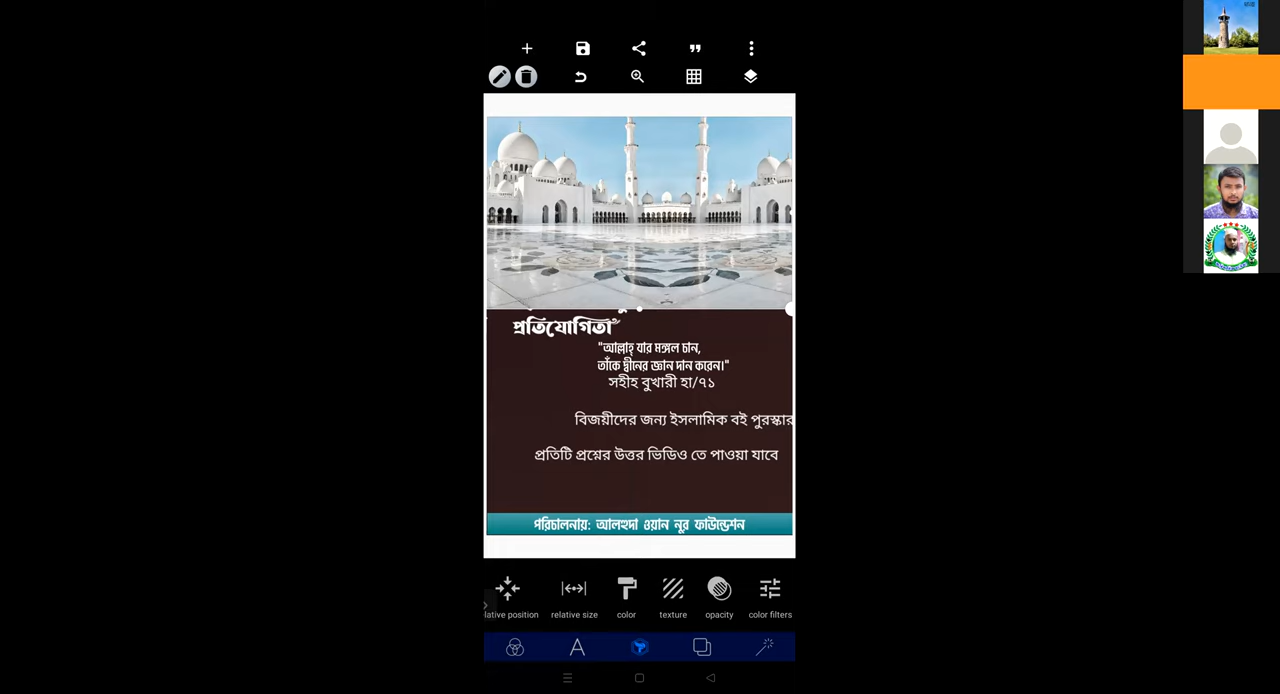 প্রতিযোগিতা
"আল্লাহ্ যার মঙ্গল চান,
তাঁকে দ্বীনের জ্ঞান দান করেন।"
সহীহ বুখারী হা/৭১
বিজয়ীদের জন্য ইসলামিক বই পুরস্কার
প্রতিটি প্রশ্নের উত্তর ভিডিও তে পাওয়া যাবে
পরিচালনায়: আলহুদা ওয়ান নূর ফাউন্ডেশন
lative position relative size color texture opacity color filters